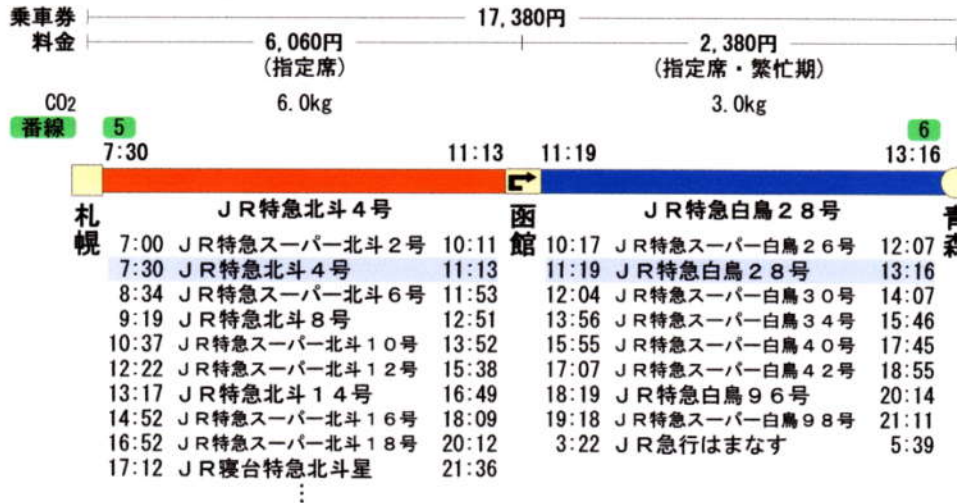 乗車券 17,380円
料金 6,060円 2,380円
(指定席) (指定席・繁忙期)
CO2 6.0kg 3.0kg
番線 5 6
7:30 11:13 11:19 13:16
札幌 JR特急北斗4号 函館 JR特急白鳥28号 青森
7:00 JR特急スーパー北斗2号 10:11 10:17 JR特急スーパー白鳥26号 12:07
7:30 JR特急北斗4号 11:13 11:19 JR特急白鳥28号 13:16
8:34 JR特急スーパー北斗6号 11:53 12:04 JR特急スーパー白鳥30号 14:07
9:19 JR特急北斗8号 12:51 13:56 JR特急スーパー白鳥34号 15:46
10:37 JR特急スーパー北斗10号 13:52 15:55 JR特急スーパー白鳥40号 17:45
12:22 JR特急スーパー北斗12号 15:38 17:07 JR特急スーパー白鳥42号 18:55
13:17 JR特急北斗14号 16:49 18:19 JR特急白鳥96号 20:14
14:52 JR特急スーパー北斗16号 18:09 19:18 JR特急スーパー白鳥98号 21:11
16:52 JR特急スーパー北斗18号 20:12 3:22 JR急行はまなす 5:39
17:12 JR寝台特急北斗星 21:36
⋮